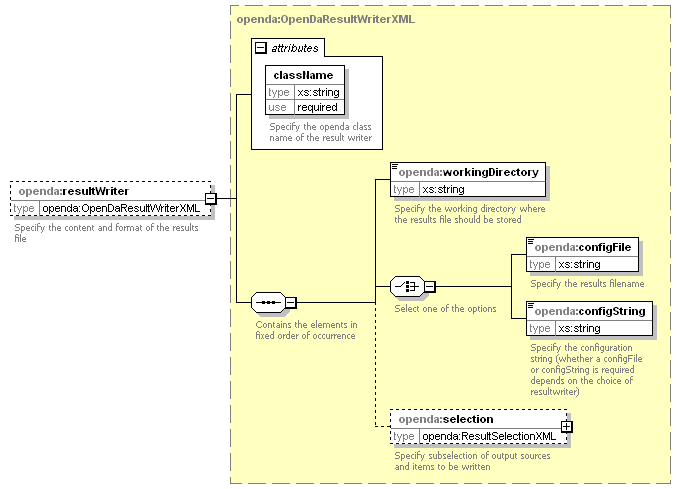 openda:OpenDaResultWriterXML
attributes
className
type xs:string
use required
Specify the openda class
name of the result writer
openda:resultWriter
type openda:OpenDaResultWriterXML
Specify the content and format of the results
file
openda:workingDirectory
type xs:string
Specify the working directory where
the results file should be stored
openda:configFile
type xs:string
Specify the results filename
Select one of the options
Contains the elements in
fixed order of occurrence
openda:configString
type xs:string
Specify the configuration
string (whether a configFile
or configString is required
depends on the choice of
resultwriter)
openda:selection
type openda:ResultSelectionXML
Specify subselection of output sources
and items to be written